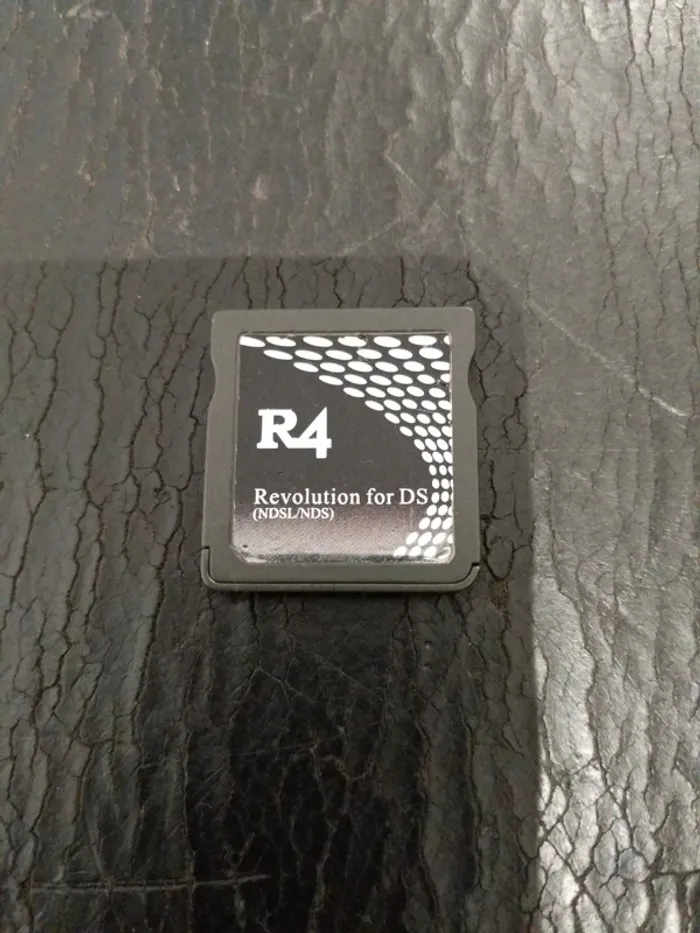 R4
Revolution for DS
(NDSL/NDS)